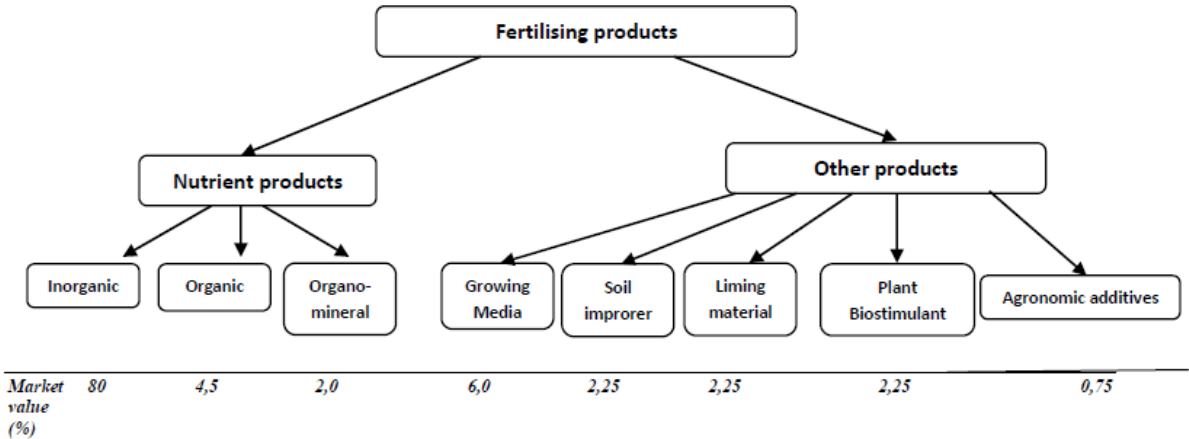 Fertilising products
Nutrient products
Other products
Inorganic
Organic
Organo-
mineral
Growing
Media
Soil
improrer
Liming
material
Plant
Biostimulant
Agronomic additives
Market
value
(%)
80
4,5
2,0
6,0
2,25
2,25
2,25
0,75